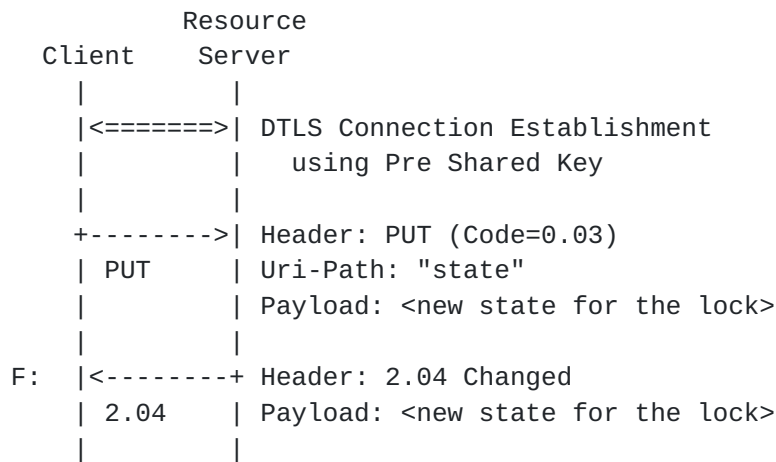 Resource
  Client    Server
    |         |
    |<=======>| DTLS Connection Establishment
    |         |   using Pre Shared Key
    |         |
    +-------->| Header: PUT (Code=0.03)
    | PUT     | Uri-Path: "state"
    |         | Payload: <new state for the lock>
    |         |
F:  |<--------+ Header: 2.04 Changed
    | 2.04    | Payload: <new state for the lock>
    |         |